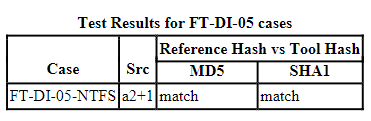 Test Results for FT-DI-05 cases
Reference Hash vs Tool Hash
Case Src MD5 SHA1
FT-DI-05-NTFS a2+1 match match